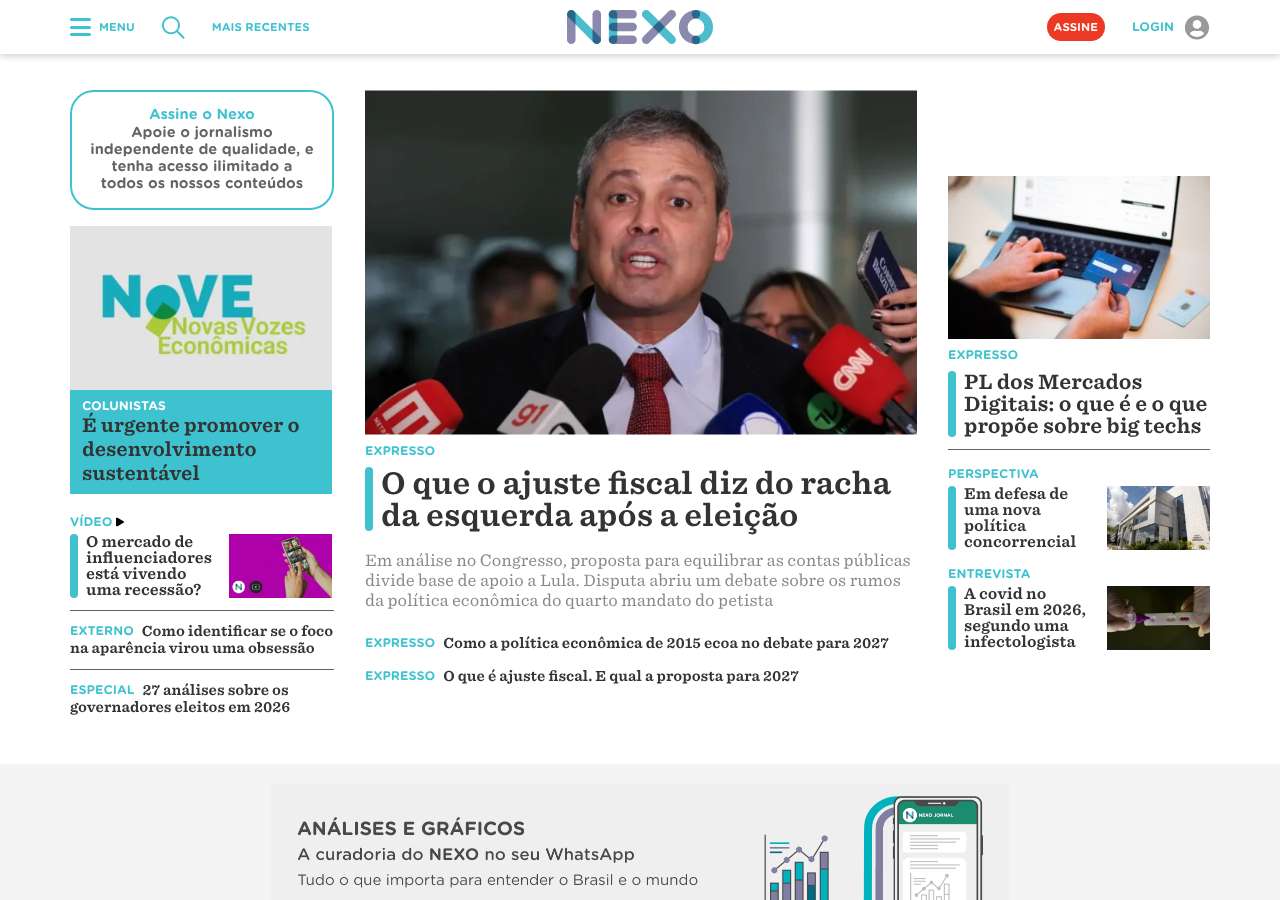 MENU
MAIS RECENTES
NEXO
ASSINE
LOGIN
Assine o Nexo
Apoie o jornalismo
independente de qualidade, e
tenha acesso ilimitado a
todos os nossos conteúdos
NOVE
Novas Vozes
Econômicas
COLUNISTAS
É urgente promover o
desenvolvimento
sustentável
VÍDEO
O mercado de
influenciadores
está vivendo
uma recessão?
N
EXTERNO Como identificar se o foco
na aparência virou uma obsessão
ESPECIAL 27 análises sobre os
governadores eleitos em 2026
g1
CNN
EXPRESSO
O que o ajuste fiscal diz do racha
da esquerda após a eleição
Em análise no Congresso, proposta para equilibrar as contas públicas
divide base de apoio a Lula. Disputa abriu um debate sobre os rumos
da política econômica do quarto mandato do petista
EXPRESSO Como a política econômica de 2015 ecoa no debate para 2027
EXPRESSO O que é ajuste fiscal. E qual a proposta para 2027
EXPRESSO
PL dos Mercados
Digitais: o que é e o que
propõe sobre big techs
PERSPECTIVA
Em defesa de
uma nova
política
concorrencial
ENTREVISTA
A covid no
Brasil em 2026,
segundo uma
infectologista
ANÁLISES E GRÁFICOS
A curadoria do NEXO no seu WhatsApp
Tudo o que importa para entender o Brasil e o mundo
N NEXO JORNAL